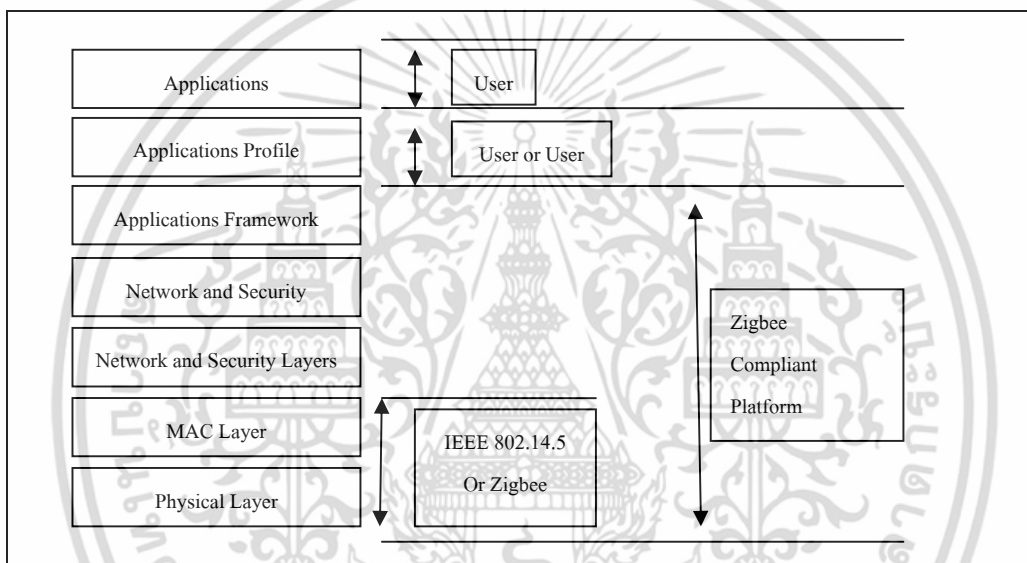 Applications
User
Applications Profile
User or User
Applications Framework
Network and Security
Network and Security Layers
MAC Layer
Physical Layer
IEEE 802.14.5
Or Zigbee
Zigbee
Compliant
Platform